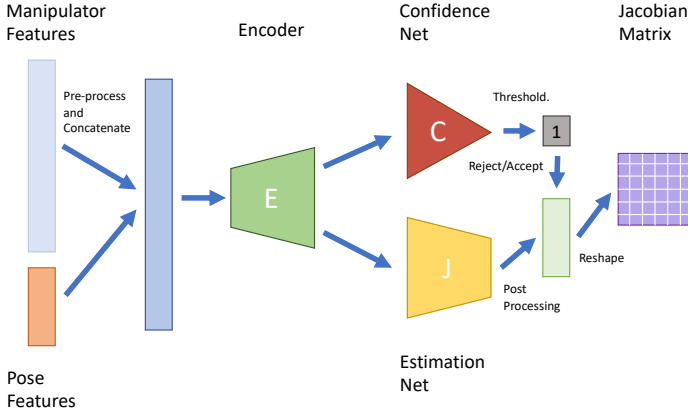 Manipulator
Features
Encoder
Confidence
Net
Jacobian
Matrix
Pre-process
and
Concatenate
Threshold.
C
1
Reject/Accept
E
J
Post
Processing
Reshape
Pose
Features
Estimation
Net